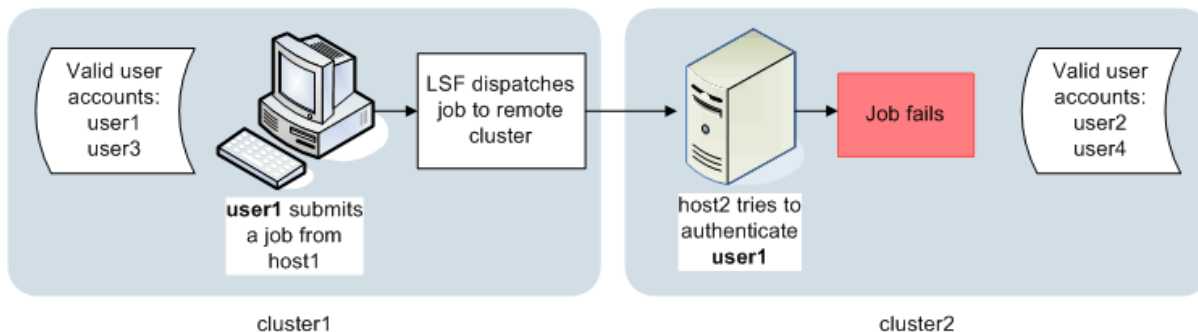 Valid user
accounts:
user1
user3
user1 submits
a job from
host1
LSF dispatches
job to remote
cluster
cluster1
host2 tries to
authenticate
user1
Job fails
Valid user
accounts:
user2
user4
cluster2